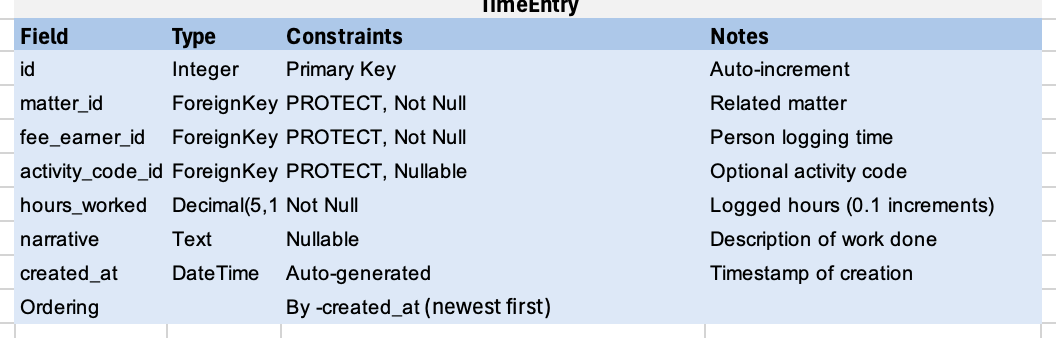 TimeEntry
Field Type Constraints Notes
id Integer Primary Key Auto-increment
matter_id ForeignKey PROTECT, Not Null Related matter
fee_earner_id ForeignKey PROTECT, Not Null Person logging time
activity_code_id ForeignKey PROTECT, Nullable Optional activity code
hours_worked Decimal(5,1 Not Null Logged hours (0.1 increments)
narrative Text Nullable Description of work done
created_at DateTime Auto-generated Timestamp of creation
Ordering By -created_at (newest first)